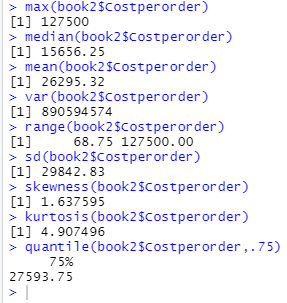 > max(book2$Costperorder)
[1] 127500
> median(book2$Costperorder)
[1] 15656.25
> mean(book2$Costperorder)
[1] 26295.32
> var(book2$Costperorder)
[1] 890594574
> range(book2$Costperorder)
[1]     68.75 127500.00
> sd(book2$Costperorder)
[1] 29842.83
> skewness(book2$Costperorder)
[1] 1.637595
> kurtosis(book2$Costperorder)
[1] 4.907496
> quantile(book2$Costperorder,.75)
     75%
27593.75
>